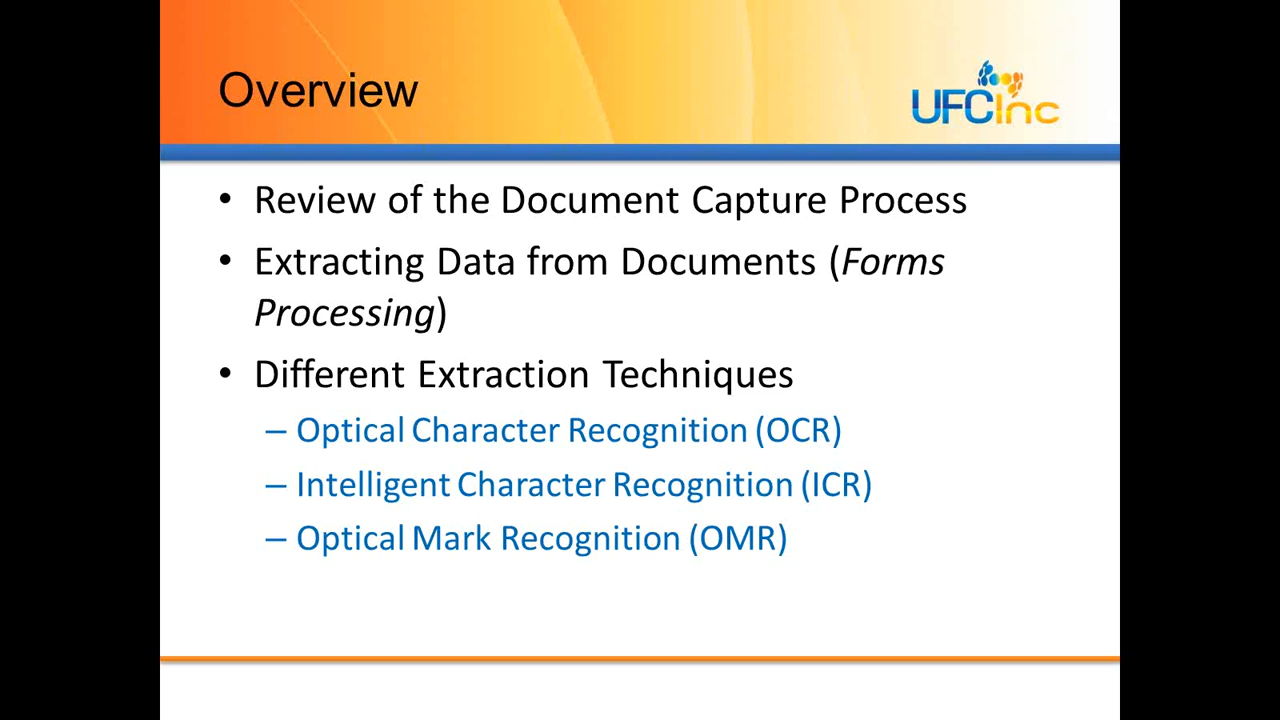 Overview
UFCInc
• Review of the Document Capture Process
• Extracting Data from Documents (Forms
Processing)
• Different Extraction Techniques
– Optical Character Recognition (OCR)
– Intelligent Character Recognition (ICR)
– Optical Mark Recognition (OMR)